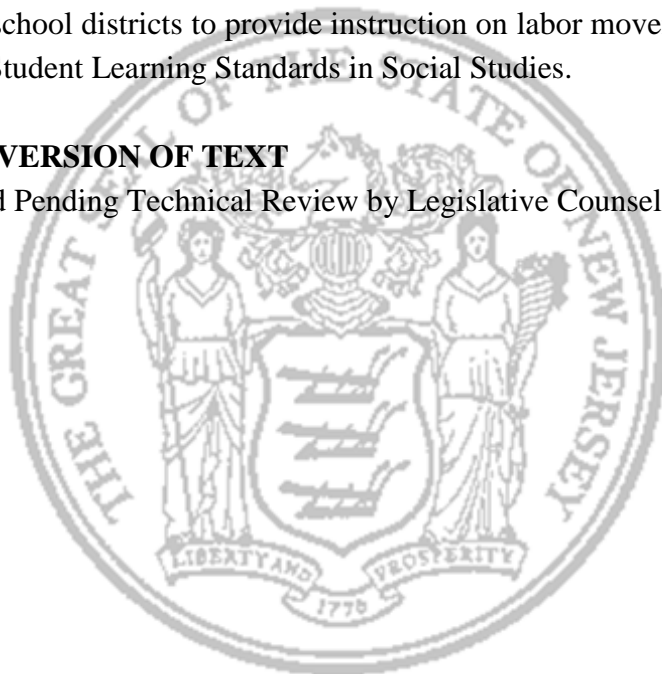 school districts to provide instruction on labor move
Student Learning Standards in Social Studies.
VERSION OF TEXT
d Pending Technical Review by Legislative Counsel
THE GREAT SEAL OF THE STATE OF NEW JERSEY
LIBERTY AND PROSPERITY
1776